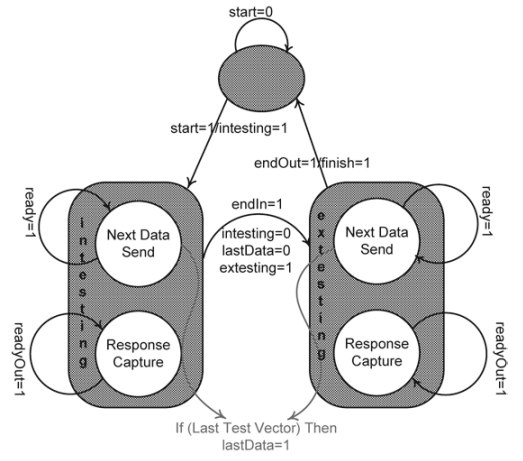 start=0
start=1/intesting=1
endOut=1/finish=1
ready=1
intesting
Next Data
Send
endIn=1
intesting=0
lastData=0
extesting=1
extesting
Next Data
Send
ready=1
readyOut=1
Response
Capture
Response
Capture
readyOut=1
If (Last Test Vector) Then
lastData=1